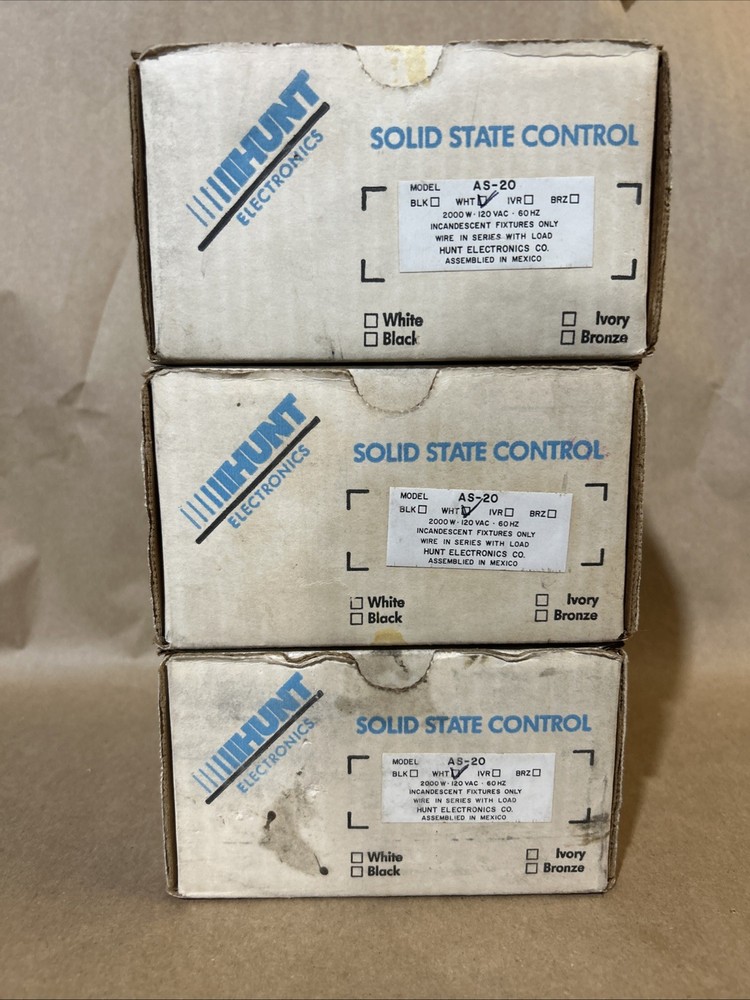 HUNT
ELECTRONICS
SOLID STATE CONTROL
MODEL AS-20
BLK☐ WHT☑ IVR☐ BRZ☐
2000 W · 120 VAC · 60 HZ
INCANDESCENT FIXTURES ONLY
WIRE IN SERIES WITH LOAD
HUNT ELECTRONICS CO.
ASSEMBLIED IN MEXICO
☐ White ☐ Ivory
☐ Black ☐ Bronze
HUNT
ELECTRONICS
SOLID STATE CONTROL
MODEL AS-20
BLK☐ WHT☑ IVR☐ BRZ☐
2000 W · 120 VAC · 60 HZ
INCANDESCENT FIXTURES ONLY
WIRE IN SERIES WITH LOAD
HUNT ELECTRONICS CO.
ASSEMBLIED IN MEXICO
☐ White ☐ Ivory
☐ Black ☐ Bronze
HUNT
ELECTRONICS
SOLID STATE CONTROL
MODEL AS-20
BLK☐ WHT☑ IVR☐ BRZ☐
2000 W · 120 VAC · 60 HZ
INCANDESCENT FIXTURES ONLY
WIRE IN SERIES WITH LOAD
HUNT ELECTRONICS CO.
ASSEMBLIED IN MEXICO
☐ White ☐ Ivory
☐ Black ☐ Bronze